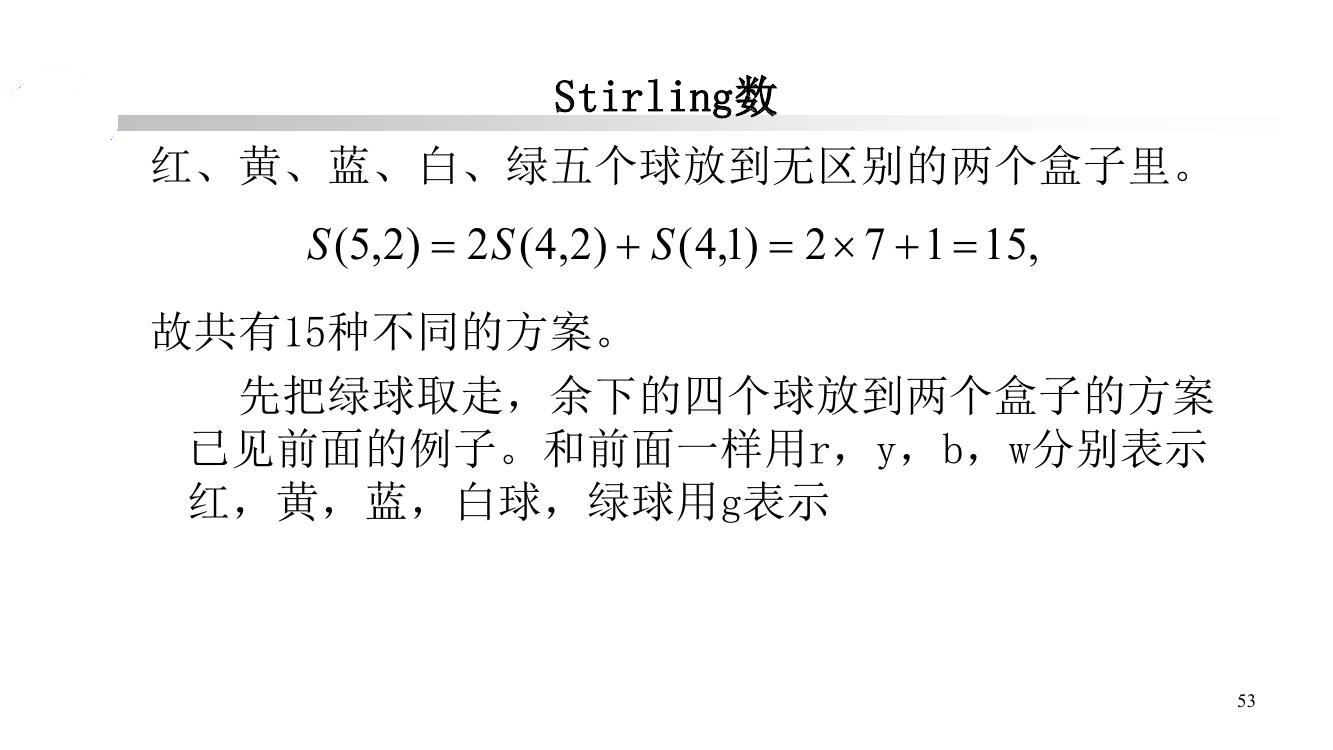 Stirling数
红、黄、蓝、白、绿五个球放到无区别的两个盒子里。
S(5,2) = 2S(4,2) + S(4,1) = 2 × 7 + 1 = 15,
故共有15种不同的方案。
先把绿球取走，余下的四个球放到两个盒子的方案
已见前面的例子。和前面一样用r，y，b，w分别表示
红，黄，蓝，白球，绿球用g表示
53